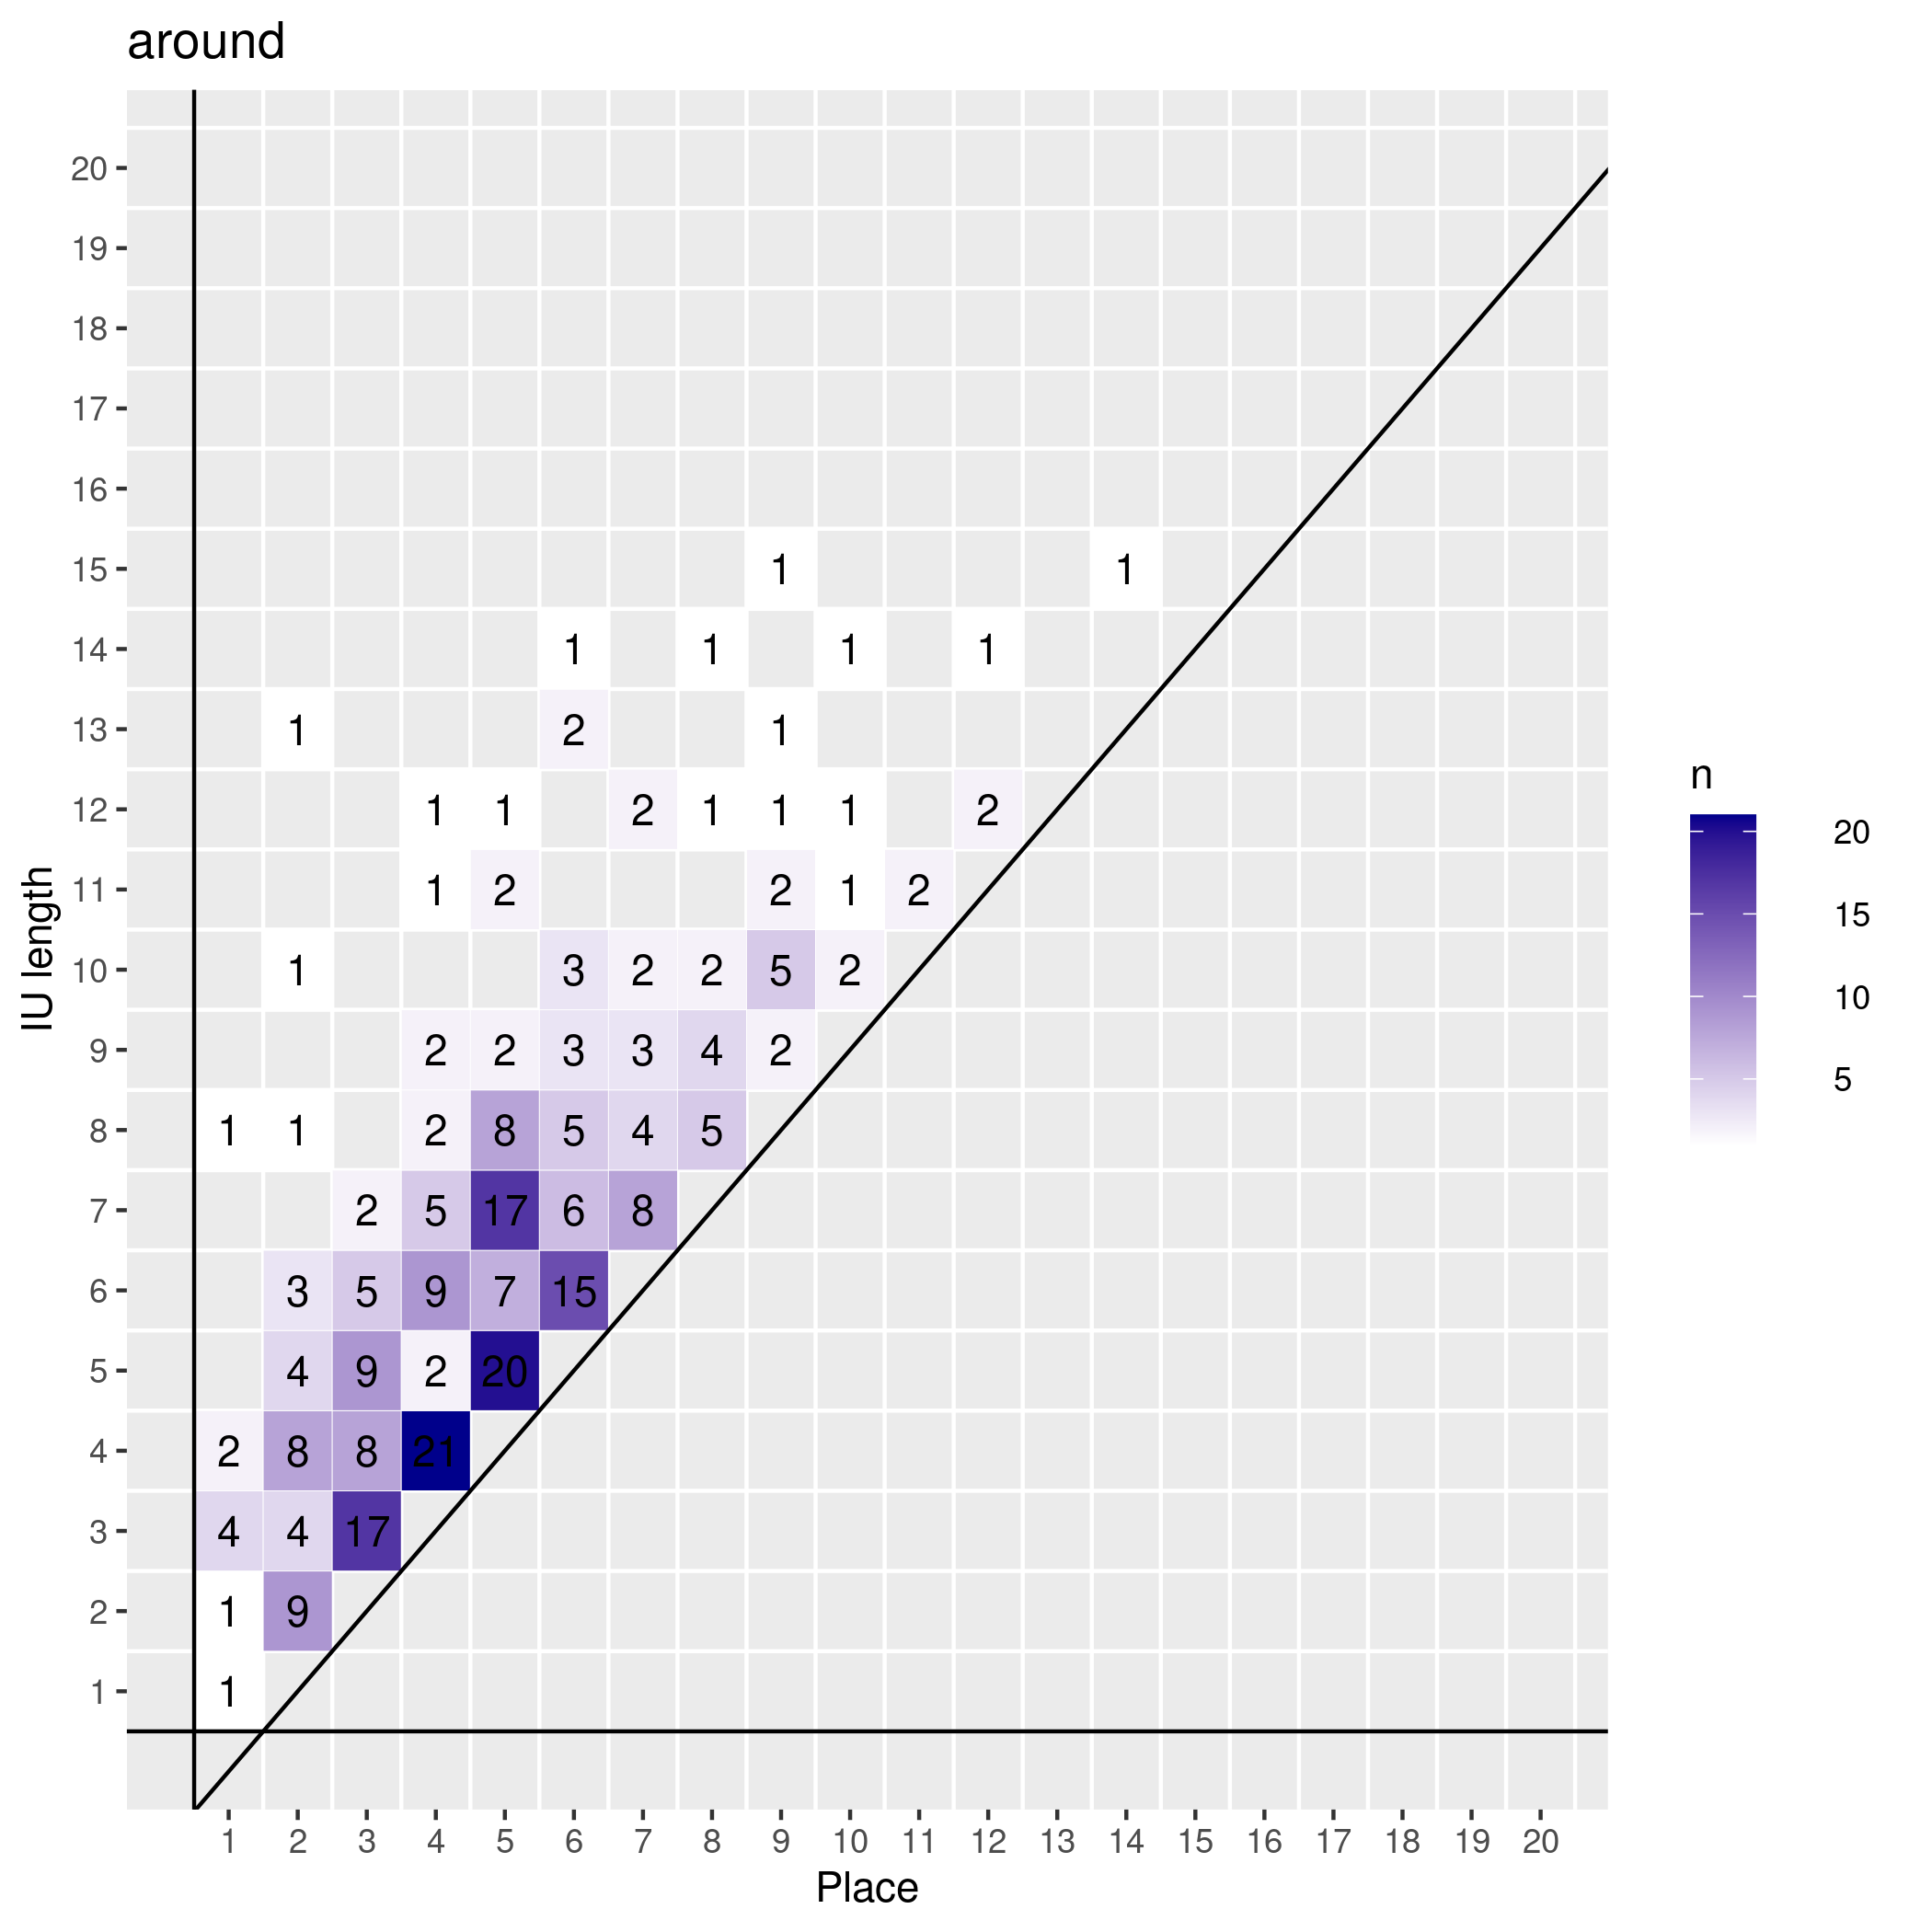 around
20
19
18
17
16
15 1 1
14 1 1 1 1
13 1 2 1
12 1 1 2 1 1 1 2
11 1 2 2 1 2
10 1 3 2 2 5 2
9 2 2 3 3 4 2
8 1 1 2 8 5 4 5
7 2 5 17 6 8
6 3 5 9 7 15
5 4 9 2 20
4 2 8 8 21
3 4 4 17
2 1 9
1 1
1 2 3 4 5 6 7 8 9 10 11 12 13 14 15 16 17 18 19 20
Place
IU length
n
20
15
10
5